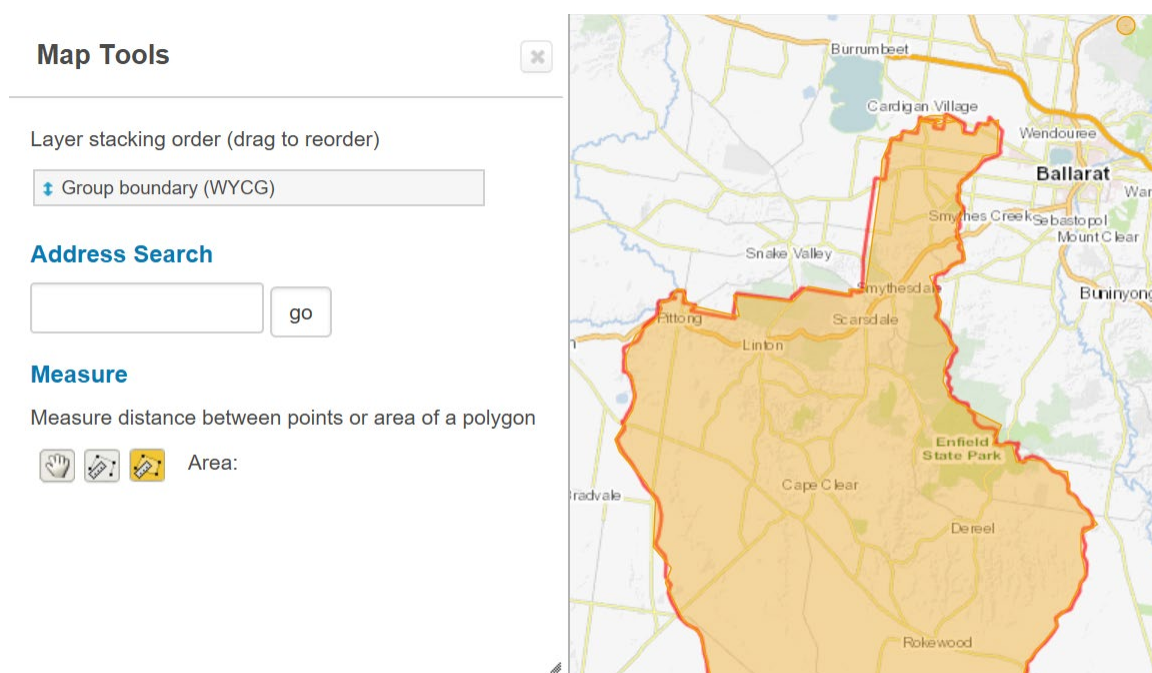 Map Tools
Layer stacking order (drag to reorder)
Group boundary (WYCG)
Address Search
go
Measure
Measure distance between points or area of a polygon
Area:
Burrumbeet
Cardigan Village
Wendouree
Ballarat
War
Smythes Creek
Sebastopol
Mount Clear
Snake Valley
Smythesdale
Buninyong
Pittong
Scarsdale
Linton
Enfield
State Park
Cape Clear
Dereel
Rokewood